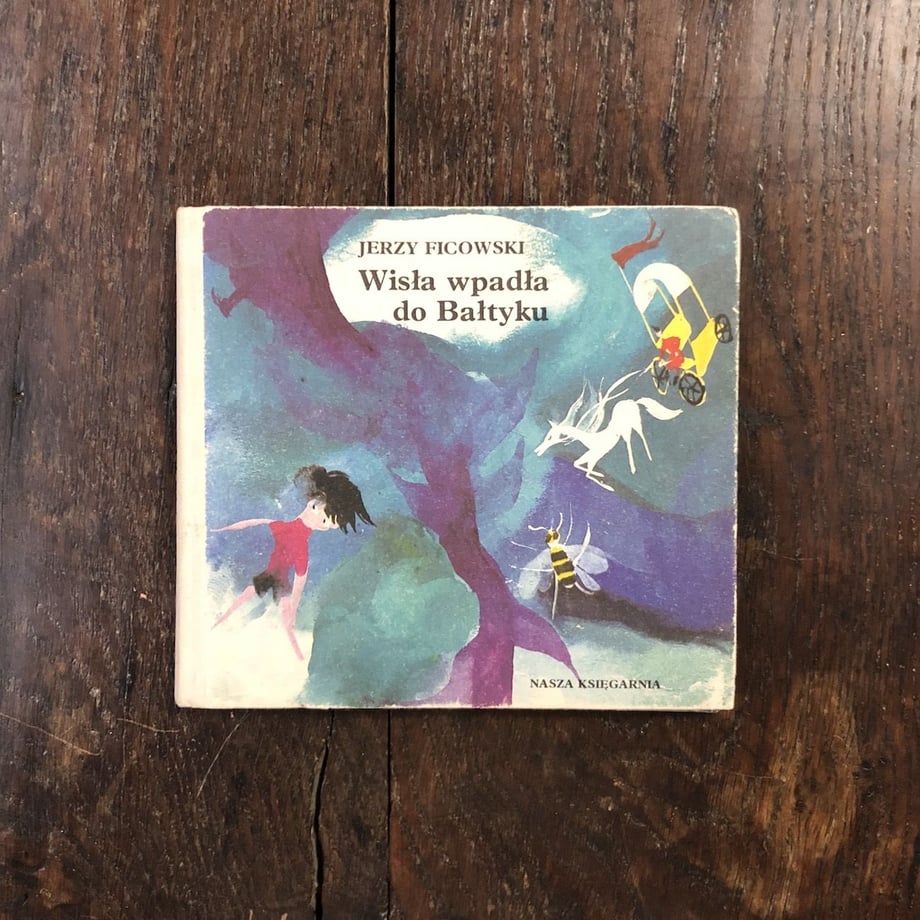 JERZY FICOWSKI
Wisła wpadła
do Bałtyku
NASZA KSIĘGARNIA